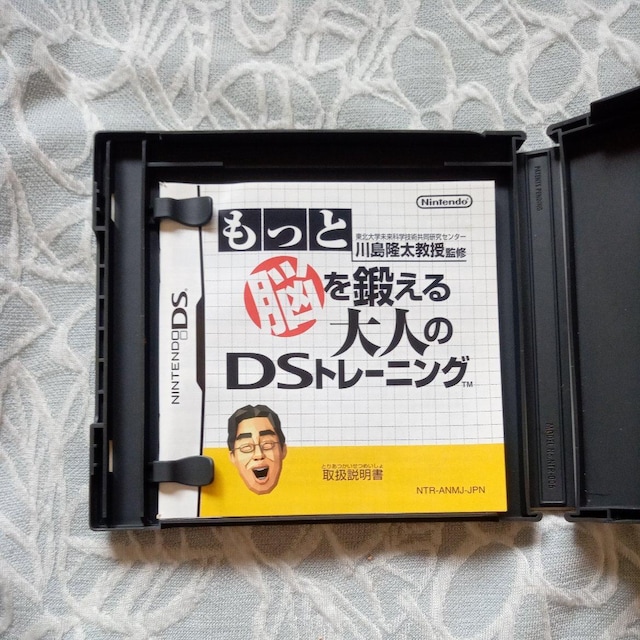 Nintendo
もっと
東北大学未来科学技術共同研究センター
川島隆太教授監修
脳を鍛える
大人の
DSトレーニング™
NINTENDO DS
とりあつかいせつめいしょ
取扱説明書
NTR-ANMJ-JPN